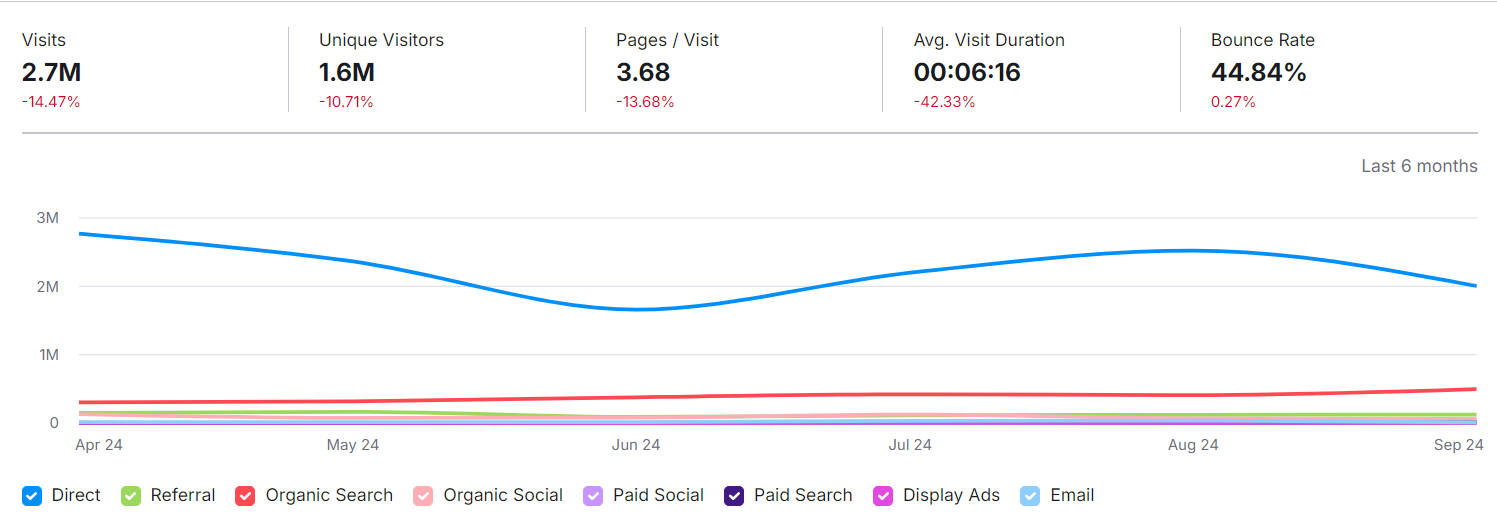 Visits Unique Visitors Pages / Visit Avg. Visit Duration Bounce Rate
2.7M 1.6M 3.68 00:06:16 44.84%
-14.47% -10.71% -13.68% -42.33% 0.27%
Last 6 months
3M
2M
1M
0
Apr 24 May 24 Jun 24 Jul 24 Aug 24 Sep 24
Direct Referral Organic Search Organic Social Paid Social Paid Search Display Ads Email